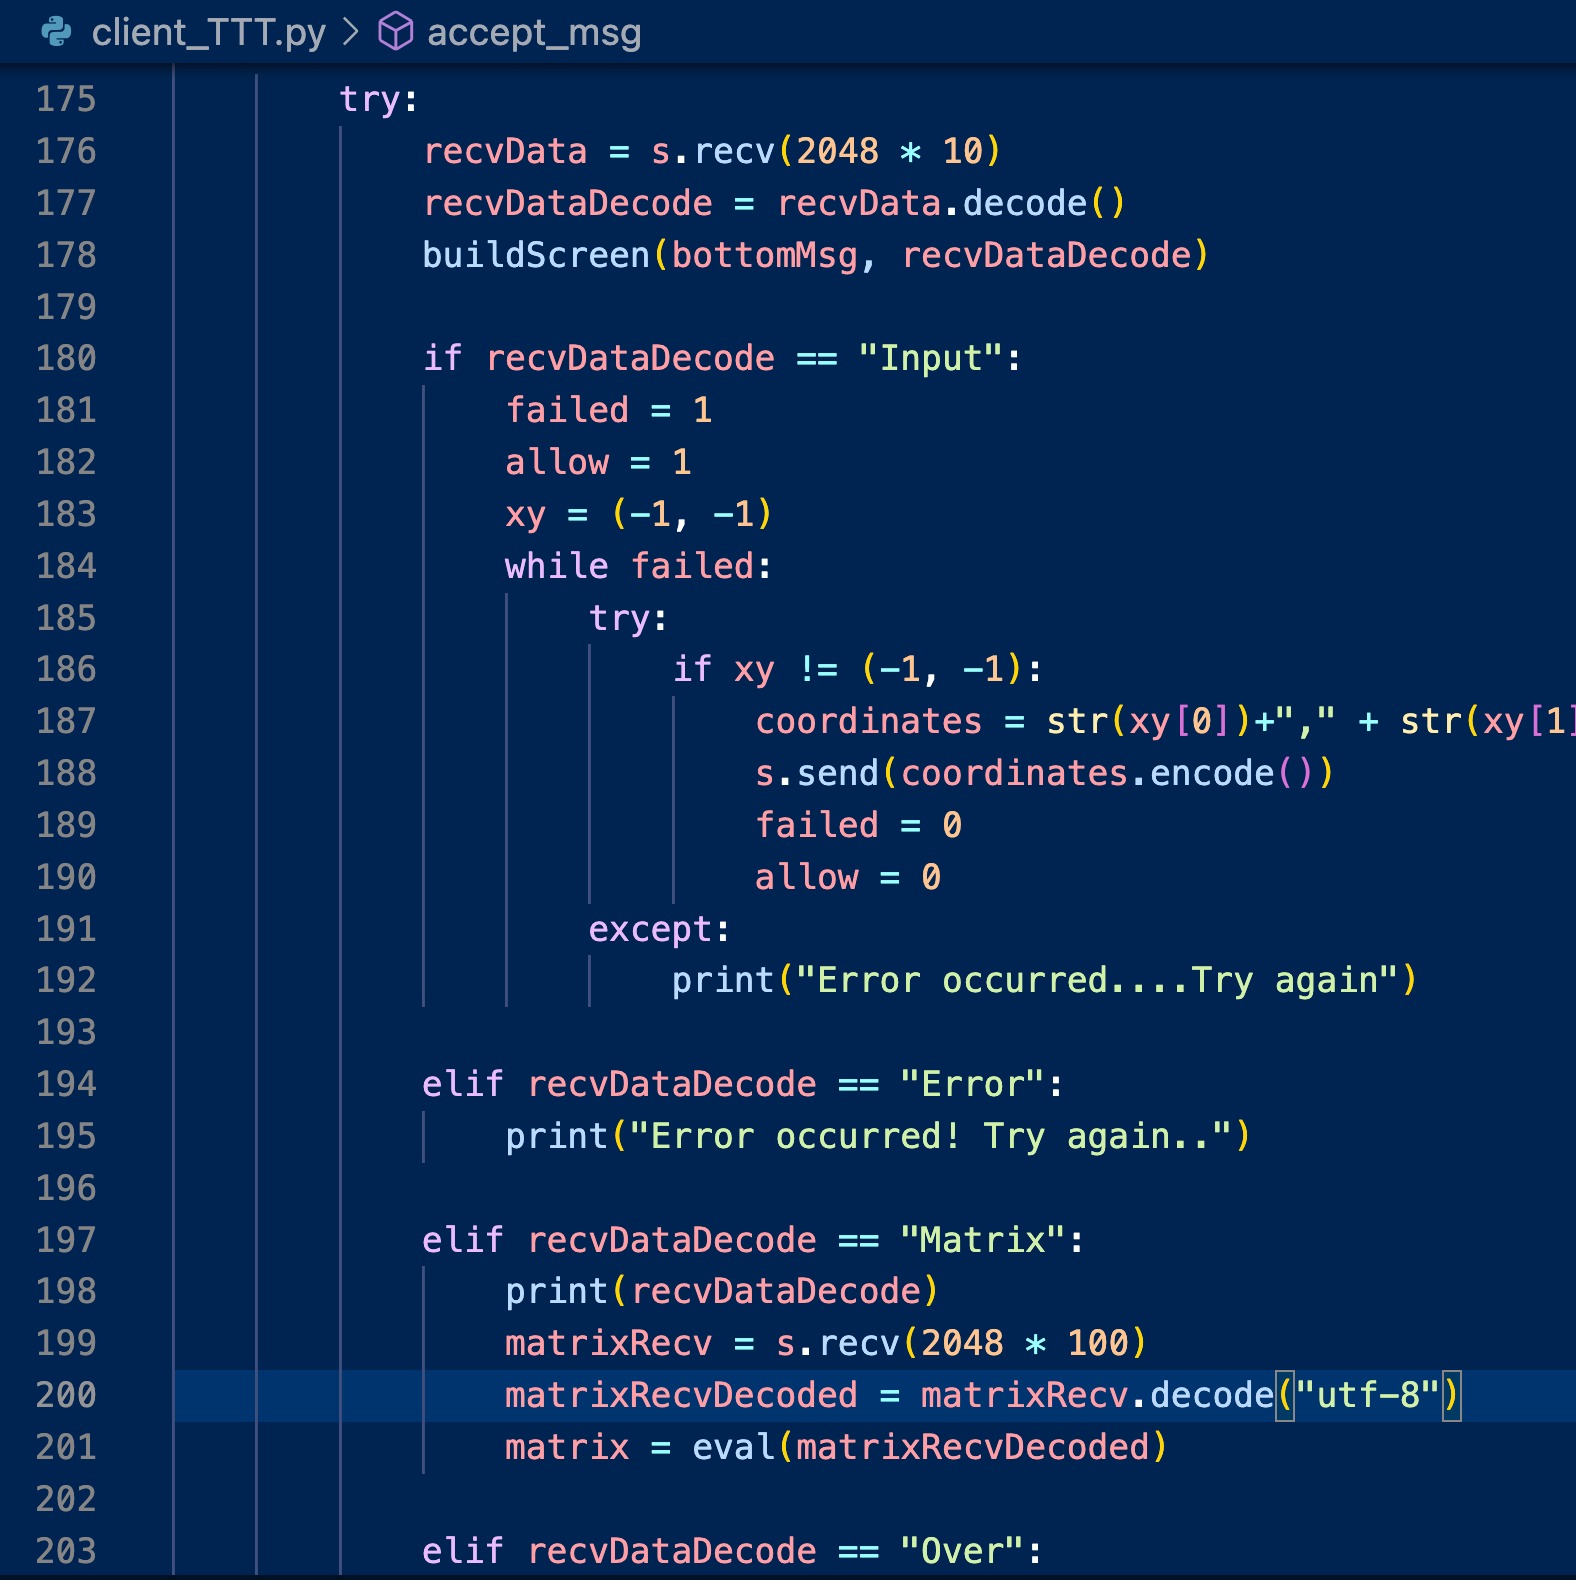 client_TTT.py > accept_msg
175 try:
176 recvData = s.recv(2048 * 10)
177 recvDataDecode = recvData.decode()
178 buildScreen(bottomMsg, recvDataDecode)
179
180 if recvDataDecode == "Input":
181 failed = 1
182 allow = 1
183 xy = (-1, -1)
184 while failed:
185 try:
186 if xy != (-1, -1):
187 coordinates = str(xy[0])+"," + str(xy[1]
188 s.send(coordinates.encode())
189 failed = 0
190 allow = 0
191 except:
192 print("Error occurred....Try again")
193
194 elif recvDataDecode == "Error":
195 print("Error occurred! Try again..")
196
197 elif recvDataDecode == "Matrix":
198 print(recvDataDecode)
199 matrixRecv = s.recv(2048 * 100)
200 matrixRecvDecoded = matrixRecv.decode("utf-8")
201 matrix = eval(matrixRecvDecoded)
202
203 elif recvDataDecode == "Over":